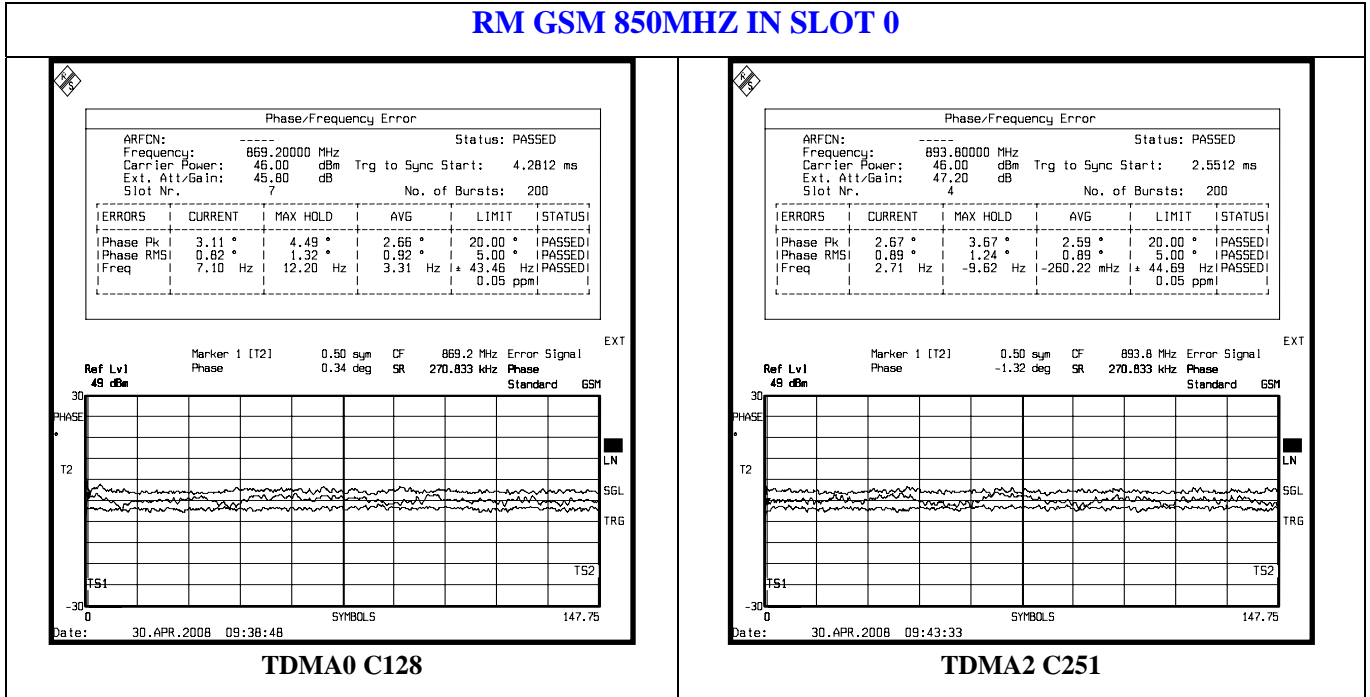 RM GSM 850MHZ IN SLOT 0
R
S
Phase/Frequency Error
ARFCN: ----- Status: PASSED
Frequency: 869.20000 MHz
Carrier Power: 46.00 dBm Trg to Sync Start: 4.2812 ms
Ext. Att/Gain: 45.80 dB
Slot Nr. 7 No. of Bursts: 200
ERRORS CURRENT MAX HOLD AVG LIMIT STATUS
Phase Pk 3.11 ° 4.49 ° 2.66 ° 20.00 ° PASSED
Phase RMS 0.82 ° 1.32 ° 0.92 ° 5.00 ° PASSED
Freq 7.10 Hz 12.20 Hz 3.31 Hz ± 43.46 Hz PASSED
0.05 ppm
EXT
Marker 1 [T2] 0.50 sym CF 869.2 MHz Error Signal
Ref Lvl Phase 0.34 deg SR 270.833 kHz Phase
49 dBm Standard GSM
30
PHASE
°
LN
T2
SGL
TRG
TS2
TS1
-30
0 SYMBOLS 147.75
Date: 30.APR.2008 09:38:48
TDMA0 C128
R
S
Phase/Frequency Error
ARFCN: ----- Status: PASSED
Frequency: 893.80000 MHz
Carrier Power: 46.00 dBm Trg to Sync Start: 2.5512 ms
Ext. Att/Gain: 47.20 dB
Slot Nr. 4 No. of Bursts: 200
ERRORS CURRENT MAX HOLD AVG LIMIT STATUS
Phase Pk 2.67 ° 3.67 ° 2.59 ° 20.00 ° PASSED
Phase RMS 0.89 ° 1.24 ° 0.89 ° 5.00 ° PASSED
Freq 2.71 Hz -9.62 Hz -260.22 mHz ± 44.69 Hz PASSED
0.05 ppm
EXT
Marker 1 [T2] 0.50 sym CF 893.8 MHz Error Signal
Ref Lvl Phase -1.32 deg SR 270.833 kHz Phase
49 dBm Standard GSM
30
PHASE
°
LN
T2
SGL
TRG
TS2
TS1
-30
0 SYMBOLS 147.75
Date: 30.APR.2008 09:43:33
TDMA2 C251